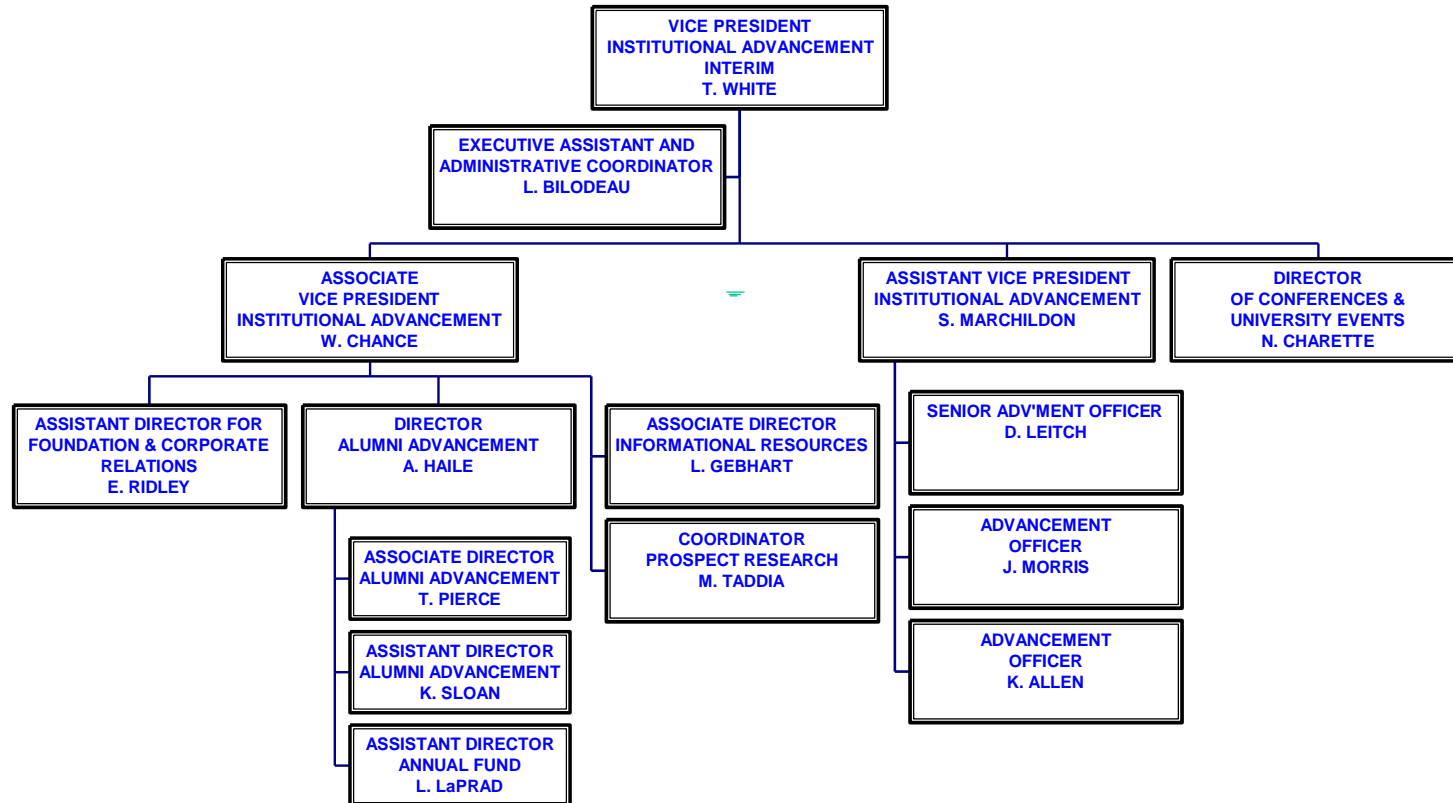 VICE PRESIDENT
INSTITUTIONAL ADVANCEMENT
INTERIM
T. WHITE
EXECUTIVE ASSISTANT AND
ADMINISTRATIVE COORDINATOR
L. BILODEAU
ASSOCIATE
VICE PRESIDENT
INSTITUTIONAL ADVANCEMENT
W. CHANCE
ASSISTANT VICE PRESIDENT
INSTITUTIONAL ADVANCEMENT
S. MARCHILDON
DIRECTOR
OF CONFERENCES &
UNIVERSITY EVENTS
N. CHARETTE
ASSISTANT DIRECTOR FOR
FOUNDATION & CORPORATE
RELATIONS
E. RIDLEY
DIRECTOR
ALUMNI ADVANCEMENT
A. HAILE
ASSOCIATE DIRECTOR
INFORMATIONAL RESOURCES
L. GEBHART
SENIOR ADV'MENT OFFICER
D. LEITCH
COORDINATOR
PROSPECT RESEARCH
M. TADDIA
ADVANCEMENT
OFFICER
J. MORRIS
ASSOCIATE DIRECTOR
ALUMNI ADVANCEMENT
T. PIERCE
ASSISTANT DIRECTOR
ALUMNI ADVANCEMENT
K. SLOAN
ADVANCEMENT
OFFICER
K. ALLEN
ASSISTANT DIRECTOR
ANNUAL FUND
L. LaPRAD